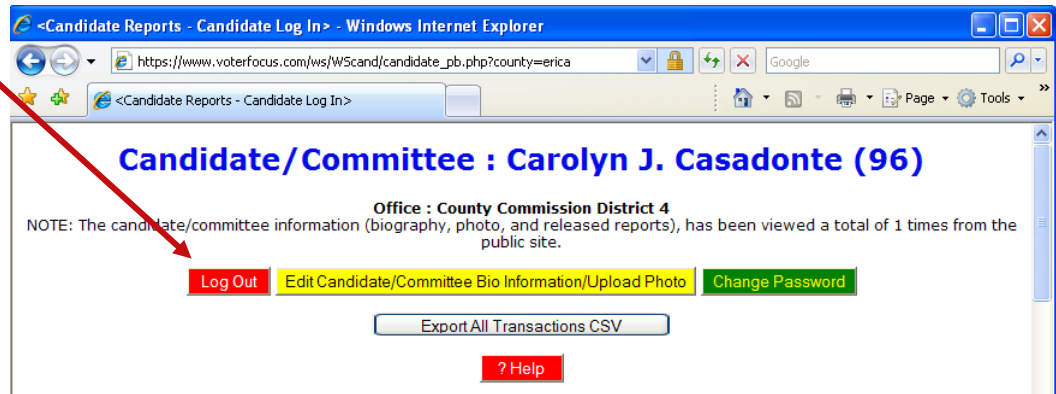 <Candidate Reports - Candidate Log In> - Windows Internet Explorer
https://www.voterfocus.com/ws/WScand/candidate_pb.php?county=erica
Google
<Candidate Reports - Candidate Log In>
Page
Tools
»
Candidate/Committee : Carolyn J. Casadonte (96)
Office : County Commission District 4
NOTE: The candidate/committee information (biography, photo, and released reports), has been viewed a total of 1 times from the
public site.
Log Out
Edit Candidate/Committee Bio Information/Upload Photo
Change Password
Export All Transactions CSV
? Help